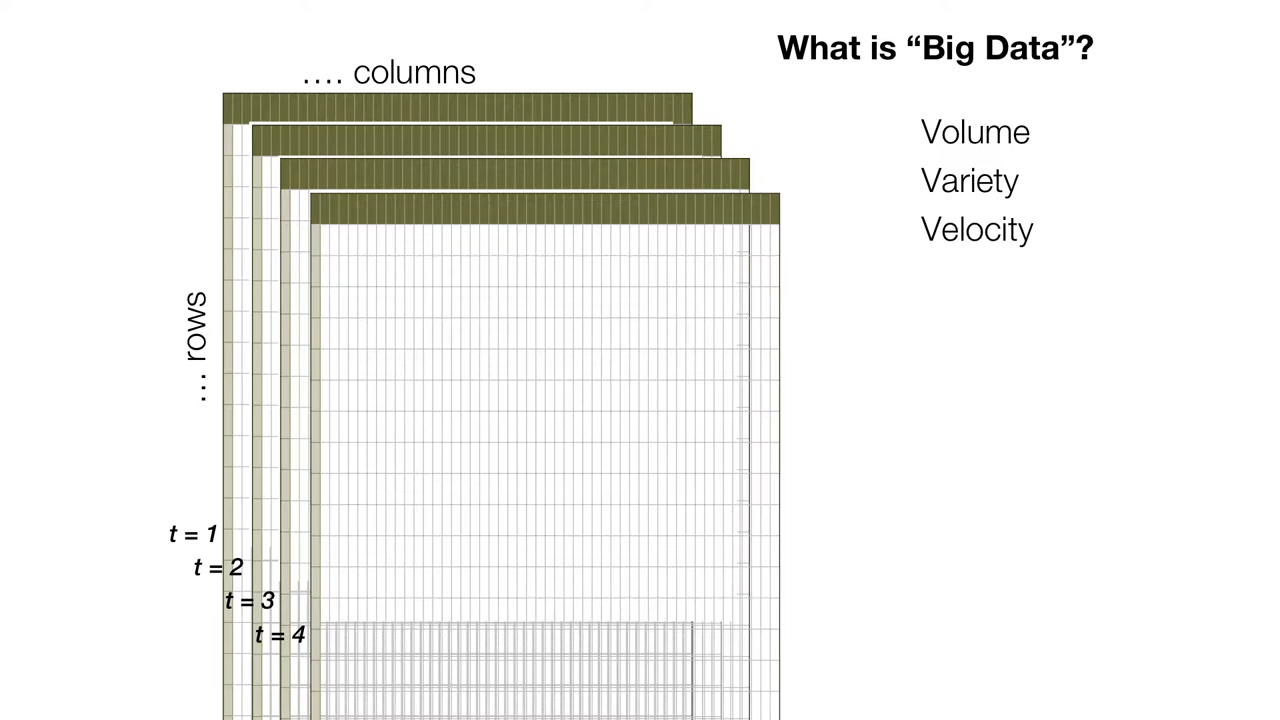 What is “Big Data”?
…. columns
Volume
Variety
Velocity
… rows
t = 1
t = 2
t = 3
t = 4